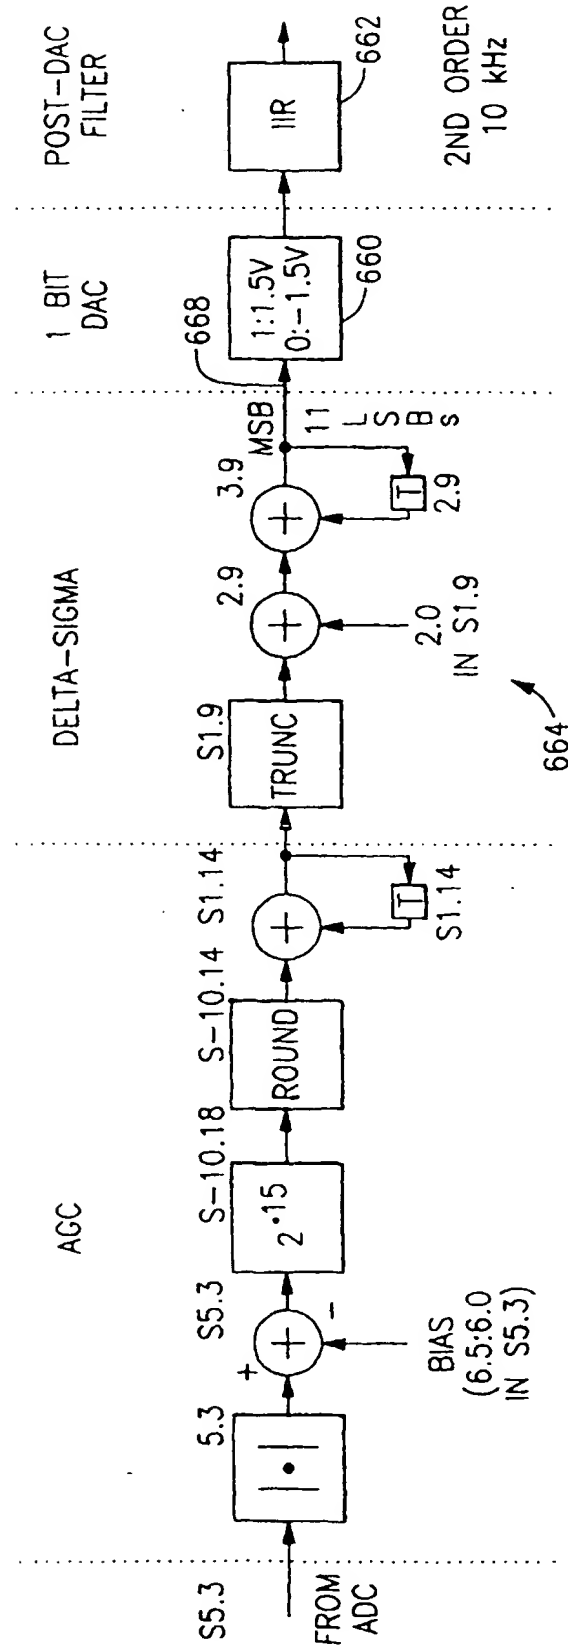 AGC
DELTA-SIGMA
1 BIT
DAC
POST-DAC
FILTER
S5.3
5.3
S5.3
S-10.18
S-10.14
S1.14
S1.9
2.9
3.9
MSB
668
FROM
ADC
|•|
+
+
−
2•15
ROUND
+
TRUNC
+
+
1:1.5V
0:-1.5V
IIR
BIAS
(6.5:6.0
IN S5.3)
T
S1.14
2.0
IN S1.9
T
2.9
11
L
S
B
s
660
662
2ND ORDER
10 kHz
664